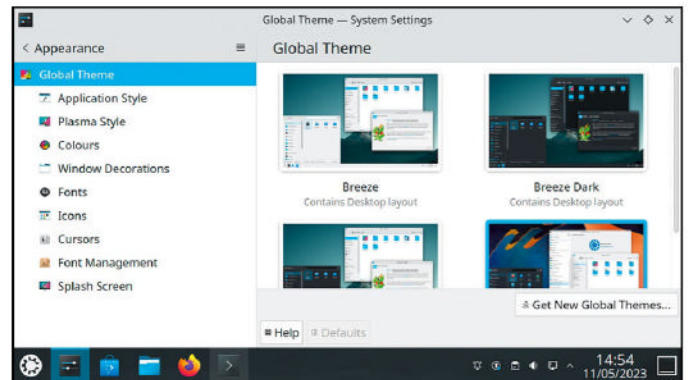 Global Theme — System Settings
< Appearance
Global Theme
Global Theme
Application Style
Plasma Style
Colours
Window Decorations
Fonts
Icons
Cursors
Font Management
Splash Screen
Breeze
Contains Desktop layout
Breeze Dark
Contains Desktop layout
Get New Global Themes...
Help
Defaults
14:54
11/05/2023